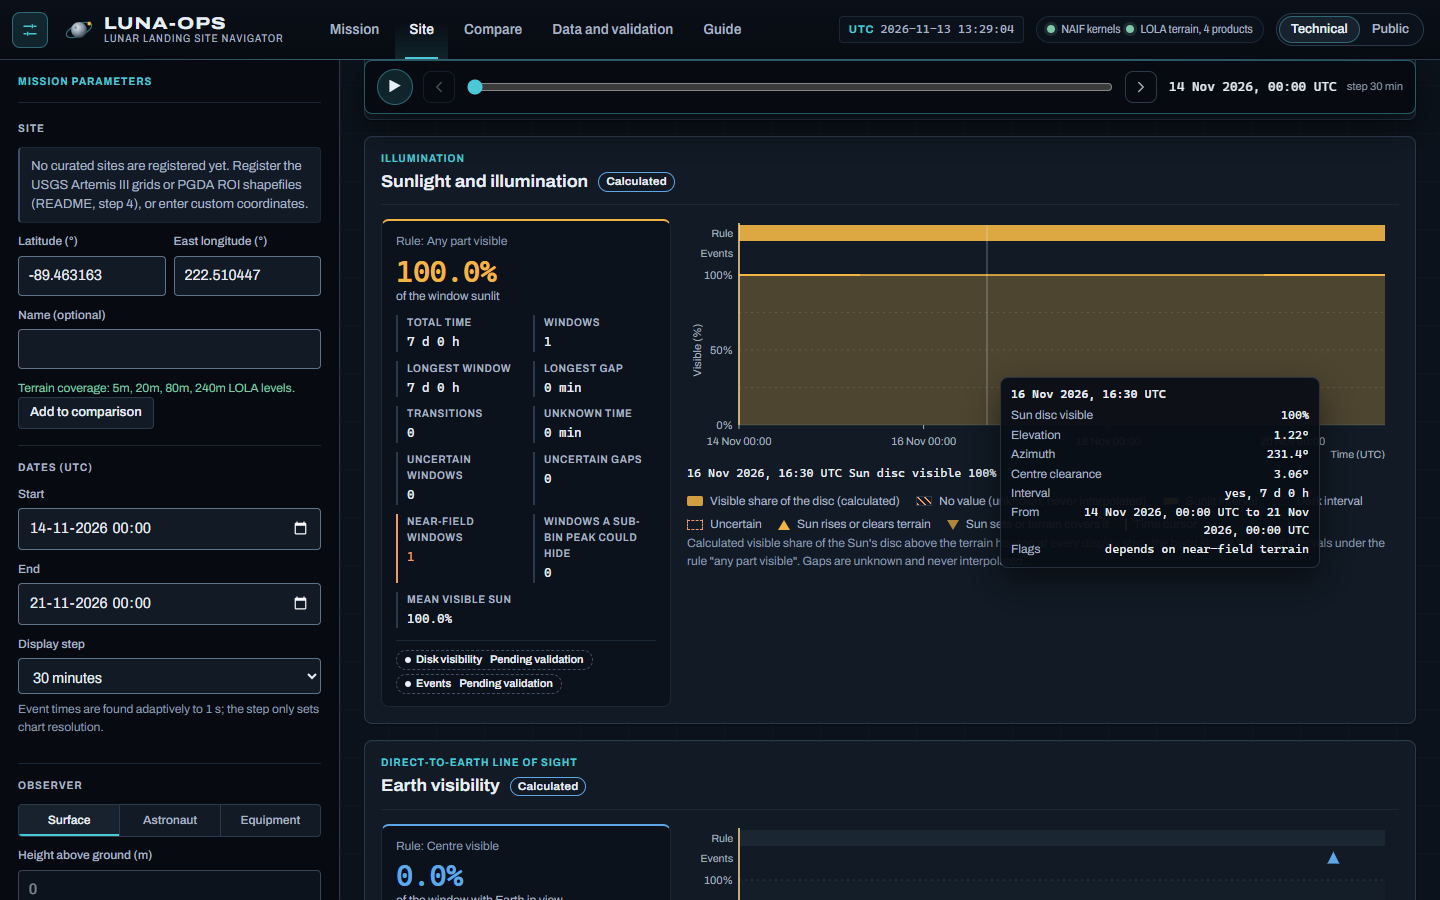 LUNA-OPS
LUNAR LANDING SITE NAVIGATOR
Mission
Site
Compare
Data and validation
Guide
UTC 2026-11-13 13:29:04
NAIF kernels
LOLA terrain, 4 products
Technical
Public
MISSION PARAMETERS
SITE
No curated sites are registered yet. Register the
USGS Artemis III grids or PGDA ROI shapefiles
(README, step 4), or enter custom coordinates.
Latitude (°)
East longitude (°)
-89.463163
222.510447
Name (optional)
Terrain coverage: 5m, 20m, 80m, 240m LOLA levels.
Add to comparison
DATES (UTC)
Start
14-11-2026 00:00
End
21-11-2026 00:00
Display step
30 minutes
Event times are found adaptively to 1 s; the step only sets
chart resolution.
OBSERVER
Surface
Astronaut
Equipment
Height above ground (m)
0
14 Nov 2026, 00:00 UTC
step 30 min
ILLUMINATION
Sunlight and illumination
Calculated
Rule: Any part visible
100.0%
of the window sunlit
TOTAL TIME
7 d 0 h
WINDOWS
1
LONGEST WINDOW
7 d 0 h
LONGEST GAP
0 min
TRANSITIONS
0
UNKNOWN TIME
0 min
UNCERTAIN
WINDOWS
0
UNCERTAIN GAPS
0
NEAR-FIELD
WINDOWS
1
WINDOWS A SUB-
BIN PEAK COULD
HIDE
0
MEAN VISIBLE SUN
100.0%
Disk visibility Pending validation
Events Pending validation
Rule
Events
100%
Visible (%)
50%
0%
14 Nov 00:00
16 Nov 00:00
Time (UTC)
16 Nov 2026, 16:30 UTC
Sun disc visible 100%
Elevation 1.22°
Azimuth 231.4°
Centre clearance 3.06°
Interval yes, 7 d 0 h
From 14 Nov 2026, 00:00 UTC to 21 Nov
2026, 00:00 UTC
Flags depends on near-field terrain
16 Nov 2026, 16:30 UTC Sun disc visible 100%
Visible share of the disc (calculated)
No value
interval
Uncertain
Sun rises or clears terrain
Calculated visible share of the Sun's disc above the terrain
under the
rule "any part visible". Gaps are unknown and never
DIRECT-TO-EARTH LINE OF SIGHT
Earth visibility
Calculated
Rule: Centre visible
0.0%
of the window with Earth in view
Rule
Events
100%